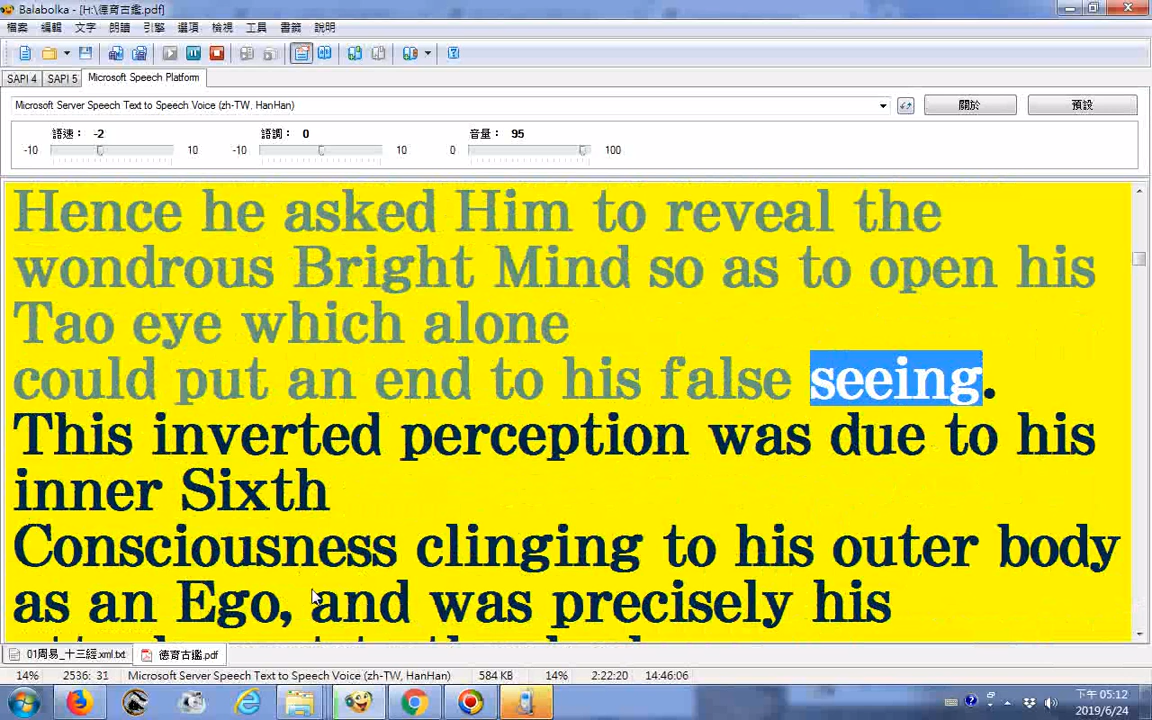 Balabolka - [H:\德育古鑑.pdf]
檔案 編輯 文字 朗讀 引擎 選項 檢視 工具 書籤 說明
SAPI 4 SAPI 5 Microsoft Speech Platform
Microsoft Server Speech Text to Speech Voice (zh-TW, HanHan) 關於 預設
語速： -2 語調： 0 音量： 95
-10 10 -10 10 0 100
Hence he asked Him to reveal the
wondrous Bright Mind so as to open his
Tao eye which alone
could put an end to his false seeing.
This inverted perception was due to his
inner Sixth
Consciousness clinging to his outer body
as an Ego, and was precisely his
01周易_十三經.xml.txt 德育古鑑.pdf
14% 2536: 31 Microsoft Server Speech Text to Speech Voice (zh-TW, HanHan) 584 KB 14% 2:22:20 14:46:06
下午 05:12
2019/6/24